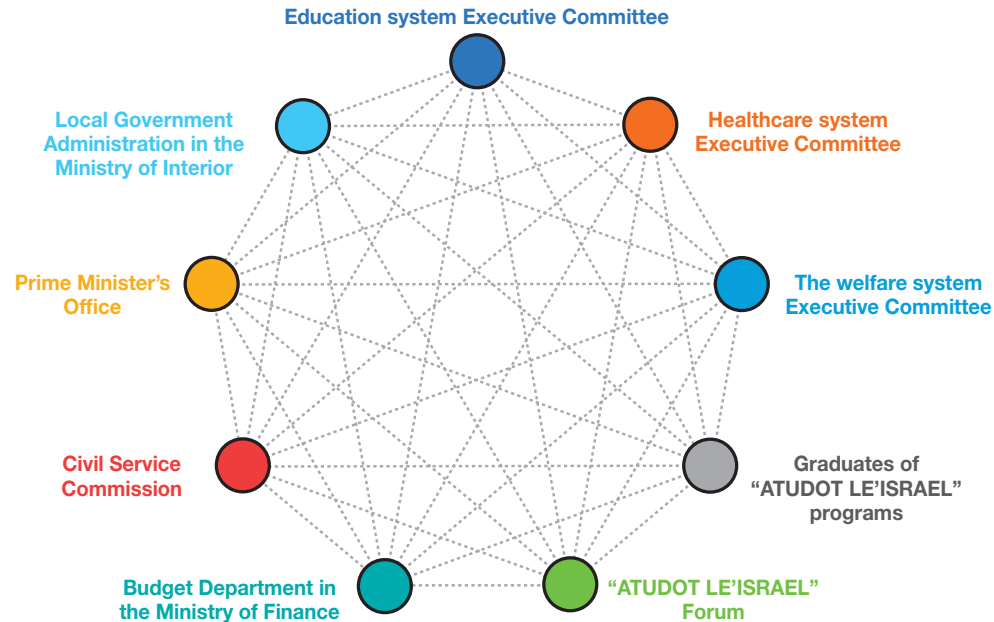 Education system Executive Committee
Local Government
Administration in the
Ministry of Interior
Healthcare system
Executive Committee
Prime Minister’s
Office
The welfare system
Executive Committee
Civil Service
Commission
Graduates of
“ATUDOT LE’ISRAEL”
programs
Budget Department in
the Ministry of Finance
“ATUDOT LE’ISRAEL”
Forum